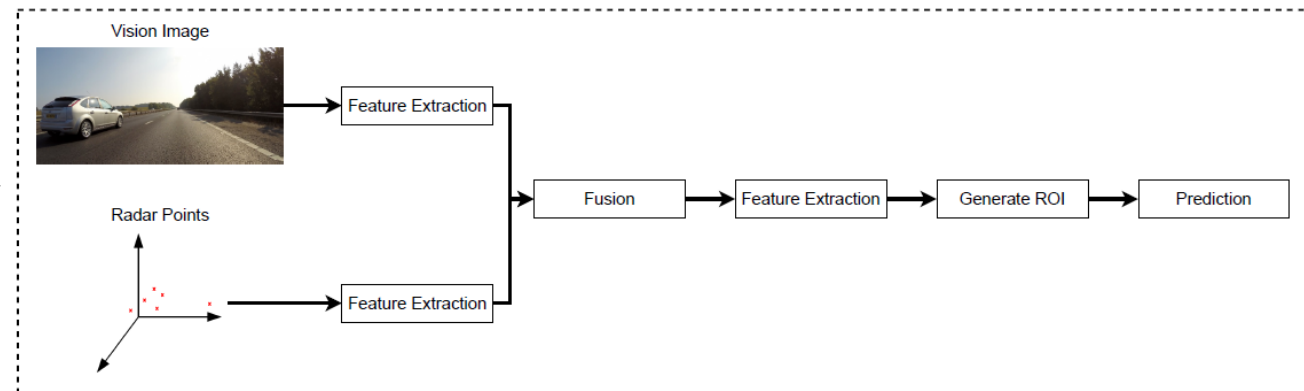 Vision Image
Feature Extraction
Radar Points
Feature Extraction
Fusion
Feature Extraction
Generate ROI
Prediction